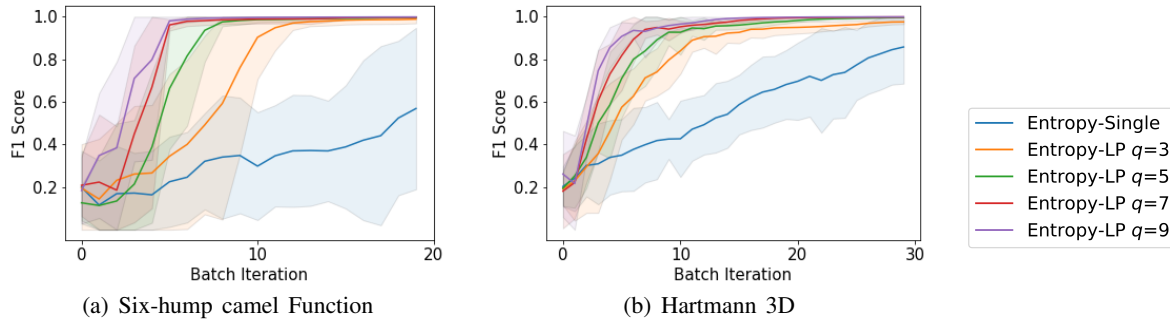 1.0
0.8
0.6
0.4
0.2
F1 Score
0
10
20
Batch Iteration
(a) Six-hump camel Function
1.0
0.8
0.6
0.4
0.2
F1 Score
0
10
20
30
Batch Iteration
(b) Hartmann 3D
Entropy-Single
Entropy-LP q=3
Entropy-LP q=5
Entropy-LP q=7
Entropy-LP q=9